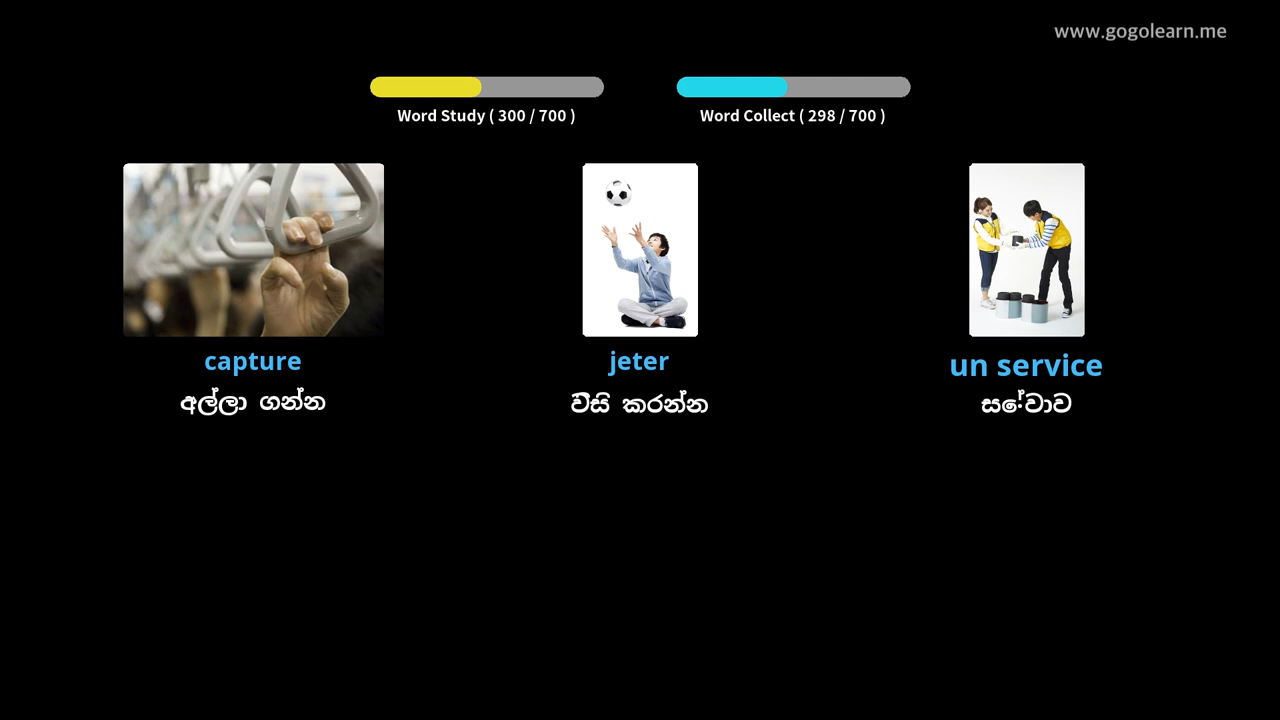 www.gogolearn.me
Word Study ( 300 / 700 )
Word Collect ( 298 / 700 )
capture
jeter
un service
අල්ලා ගන්න
විසි කරන්න
සේවාව